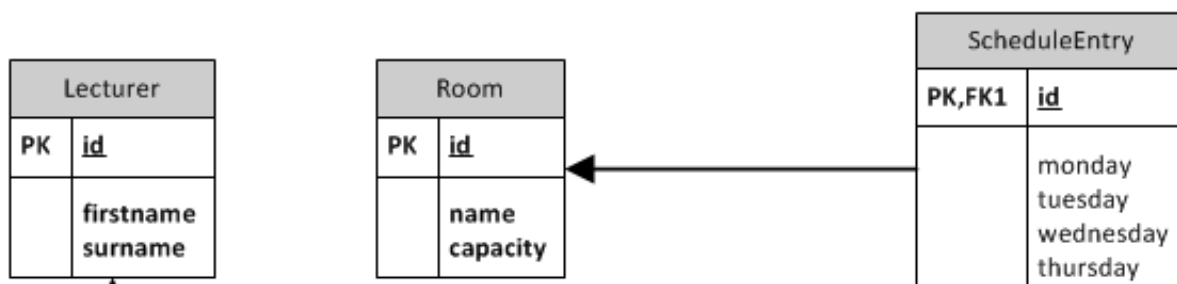 Lecturer
PK id
firstname
surname
Room
PK id
name
capacity
ScheduleEntry
PK,FK1 id
monday
tuesday
wednesday
thursday